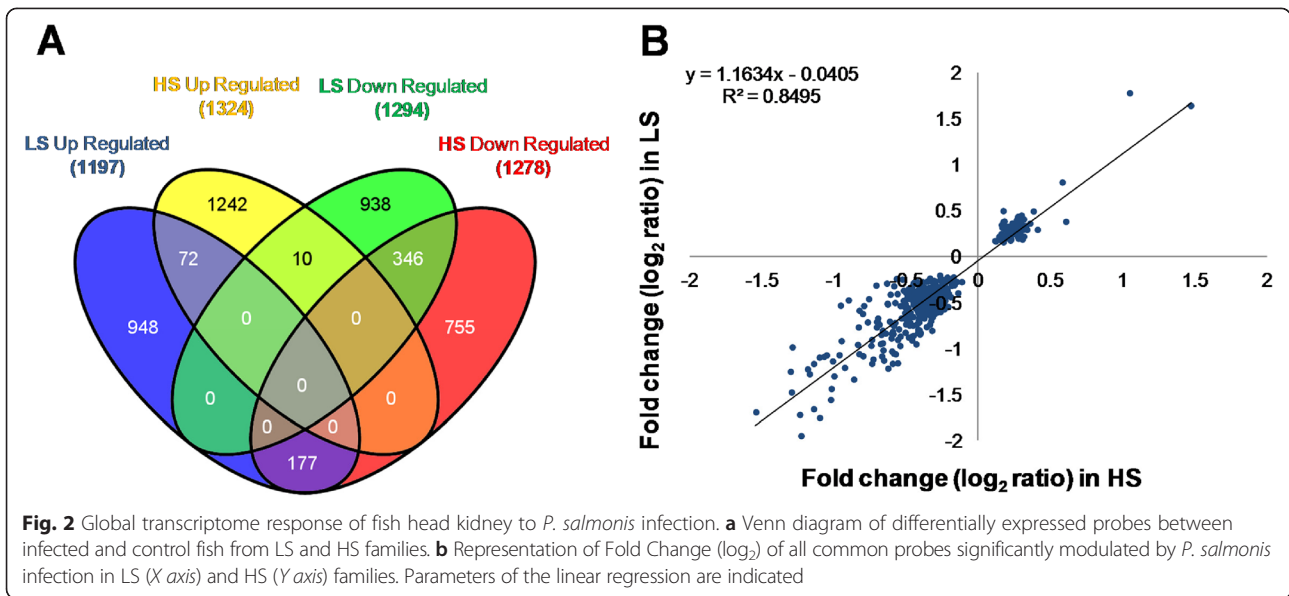 A
HS Up Regulated
(1324)
LS Down Regulated
(1294)
LS Up Regulated
(1197)
HS Down Regulated
(1278)
1242
938
72
10
346
948
0
0
755
0
0
0
0
0
177
B
y = 1.1634x - 0.0405
R² = 0.8495
Fold change (log₂ ratio) in LS
2
1.5
1
0.5
0
-2
-1.5
-1
-0.5
0
0.5
1
1.5
2
-0.5
-1
-1.5
-2
Fold change (log₂ ratio) in HS
Fig. 2 Global transcriptome response of fish head kidney to P. salmonis infection. a Venn diagram of differentially expressed probes between
infected and control fish from LS and HS families. b Representation of Fold Change (log₂) of all common probes significantly modulated by P. salmonis
infection in LS (X axis) and HS (Y axis) families. Parameters of the linear regression are indicated